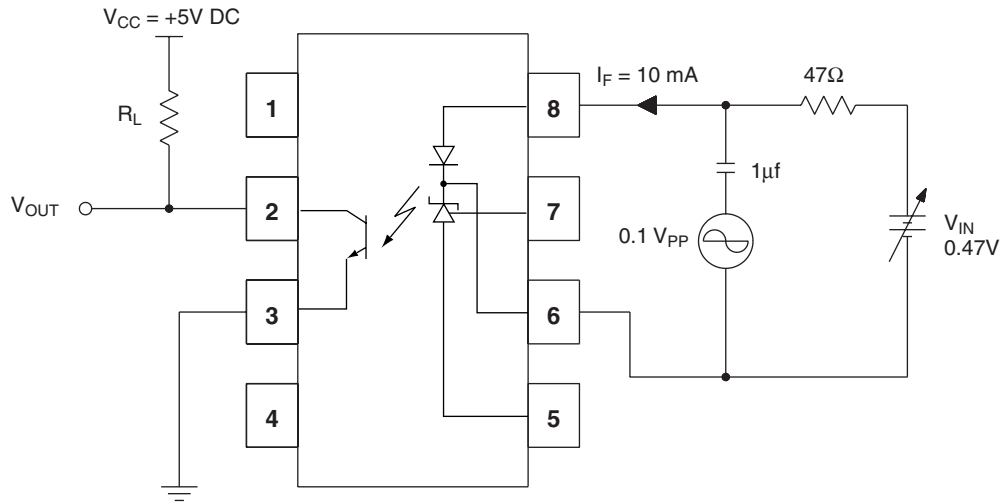 V_CC = +5V DC
R_L
V_OUT
1
2
3
4
8
7
6
5
I_F = 10 mA
47Ω
1μf
0.1 V_PP
V_IN
0.47V